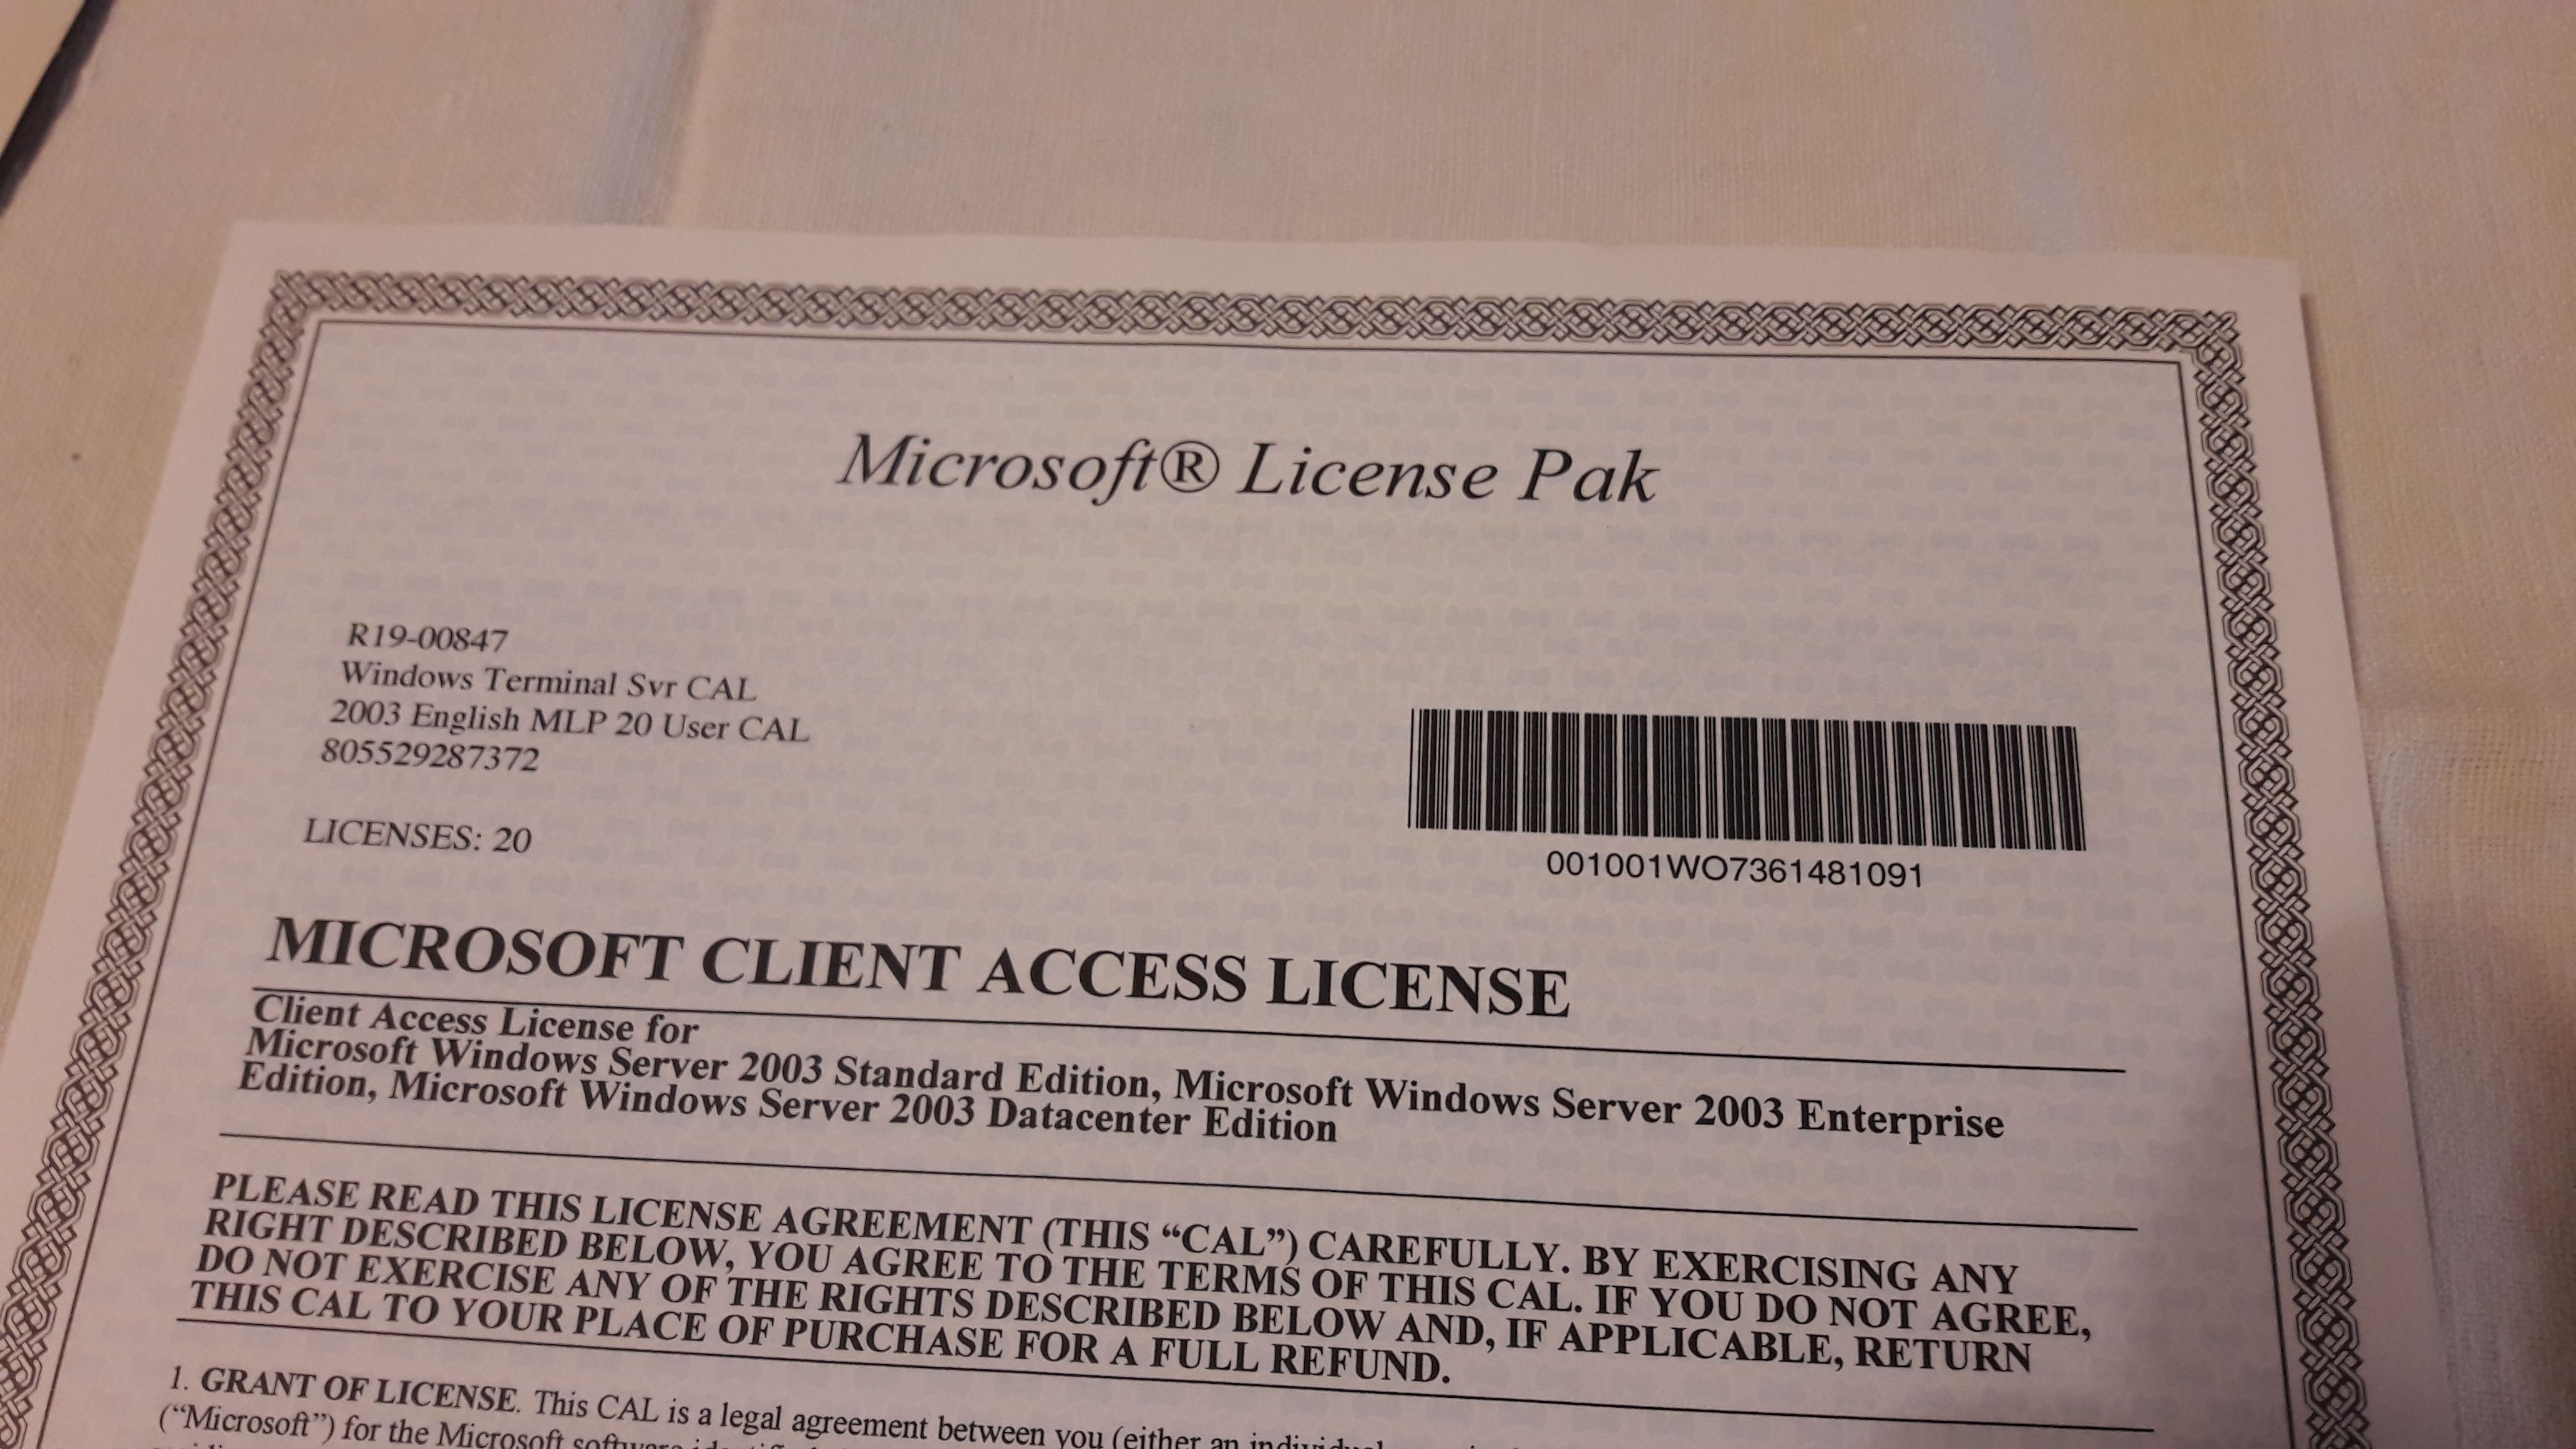 Microsoft® License Pak
R19-00847
Windows Terminal Svr CAL
2003 English MLP 20 User CAL
805529287372
LICENSES: 20
001001WO7361481091
MICROSOFT CLIENT ACCESS LICENSE
Client Access License for
Microsoft Windows Server 2003 Standard Edition, Microsoft Windows Server 2003 Enterprise
Edition, Microsoft Windows Server 2003 Datacenter Edition
PLEASE READ THIS LICENSE AGREEMENT (THIS “CAL”) CAREFULLY. BY EXERCISING ANY
RIGHT DESCRIBED BELOW, YOU AGREE TO THE TERMS OF THIS CAL. IF YOU DO NOT AGREE,
DO NOT EXERCISE ANY OF THE RIGHTS DESCRIBED BELOW AND, IF APPLICABLE, RETURN
THIS CAL TO YOUR PLACE OF PURCHASE FOR A FULL REFUND.
1. GRANT OF LICENSE. This CAL is a legal agreement between you (either an individual
(“Microsoft”) for the Microsoft software